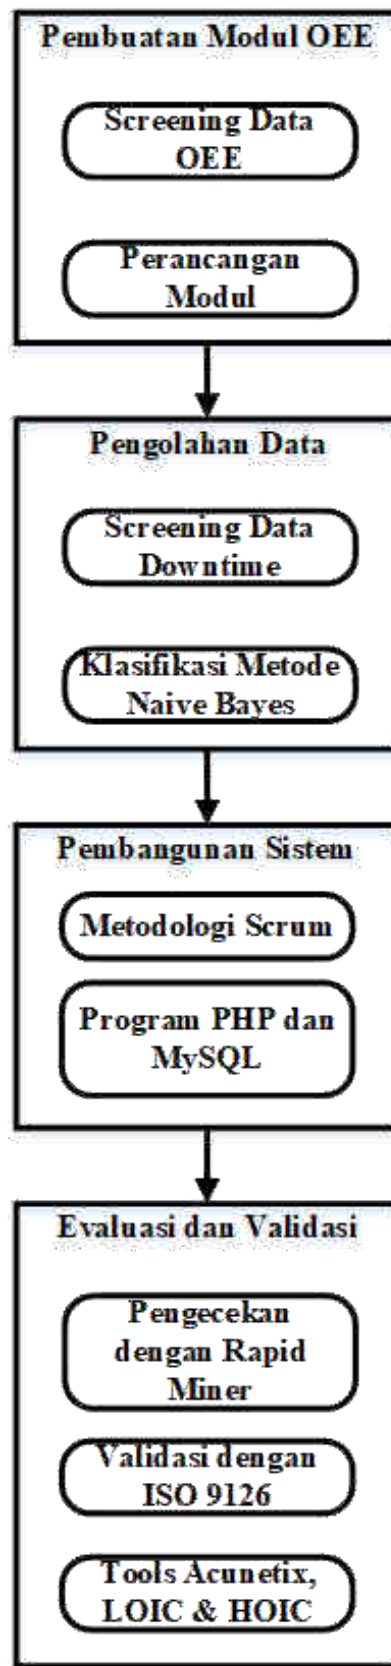 Pembuatan Modul OEE
Screening Data
OEE
Perancangan
Modul
Pengolahan Data
Screening Data
Downtime
Klasifikasi Metode
Naive Bayes
Pembangunan Sistem
Metodologi Scrum
Program PHP dan
MySQL
Evaluasi dan Validasi
Pengecekan
dengan Rapid
Miner
Validasi dengan
ISO 9126
Tools Acunetix,
LOIC & HOIC